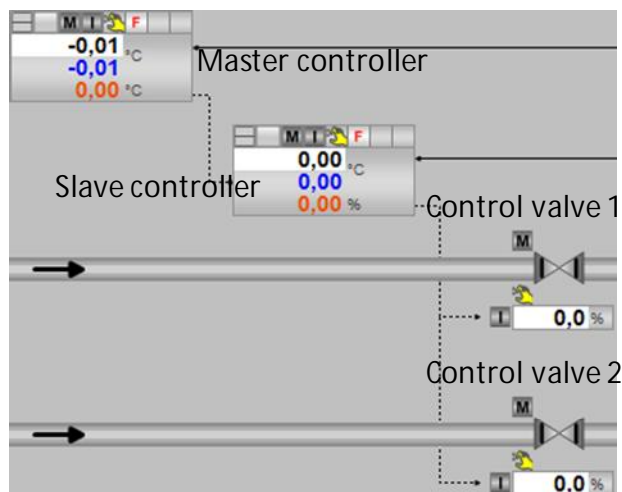 M I F
-0,01 °C
-0,01
0,00 °C
Master controller
M I F
0,00 °C
0,00
0,00 %
Slave controller
Control valve 1
M
I 0,0 %
Control valve 2
M
I 0,0 %